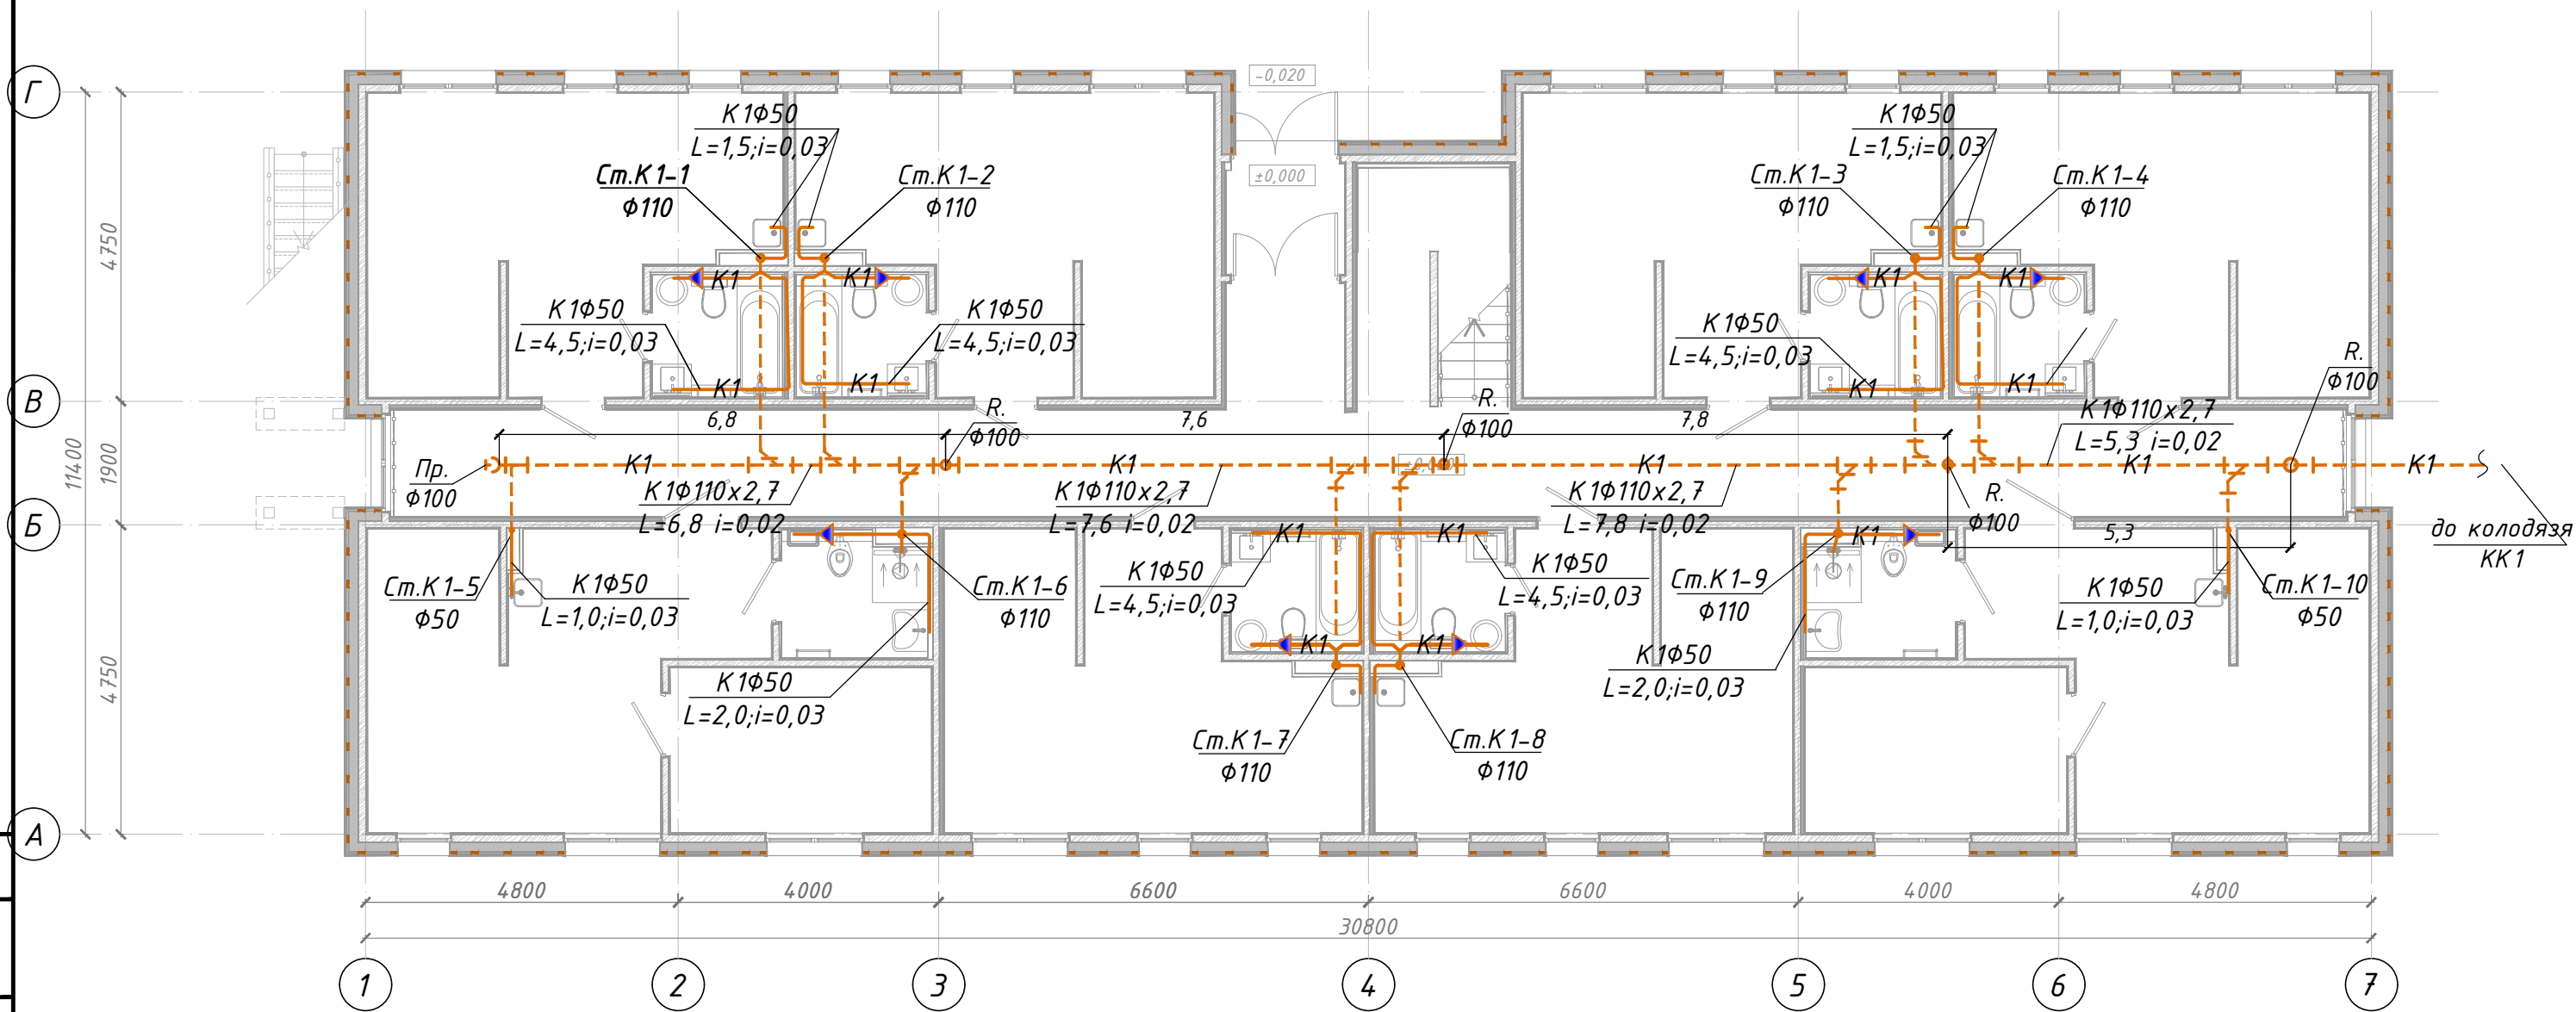 Г
В
Б
А
4750
1900
4750
11400
-0,020
±0,000
К1Ф50
L=1,5;i=0,03
Ст.К1-1
Ф110
Ст.К1-2
Ф110
К1
К1
К1Ф50
L=4,5;i=0,03
К1Ф50
L=4,5;i=0,03
К1
К1
К1Ф50
L=1,5;i=0,03
Ст.К1-3
Ф110
Ст.К1-4
Ф110
К1
К1
К1Ф50
L=4,5;i=0,03
К1
К1
R.
Ф100
6,8
R.
Ф100
7,6
R.
Ф100
7,8
К1Ф110х2,7
L=5,3 i=0,02
Пр.
Ф100
К1
К1
К1
К1
К1
К1Ф110х2,7
L=6,8 i=0,02
К1Ф110х2,7
L=7,6 i=0,02
±0,000
К1Ф110х2,7
L=7,8 i=0,02
R.
Ф100
5,3
до колодязя
КК1
Ст.К1-5
Ф50
К1Ф50
L=1,0;i=0,03
Ст.К1-6
Ф110
К1Ф50
L=2,0;i=0,03
К1
К1
К1Ф50
L=4,5;i=0,03
К1Ф50
L=4,5;i=0,03
К1
К1
Ст.К1-7
Ф110
Ст.К1-8
Ф110
К1
Ст.К1-9
Ф110
К1Ф50
L=2,0;i=0,03
К1Ф50
L=1,0;i=0,03
Ст.К1-10
Ф50
4800
4000
6600
6600
4000
4800
30800
1
2
3
4
5
6
7